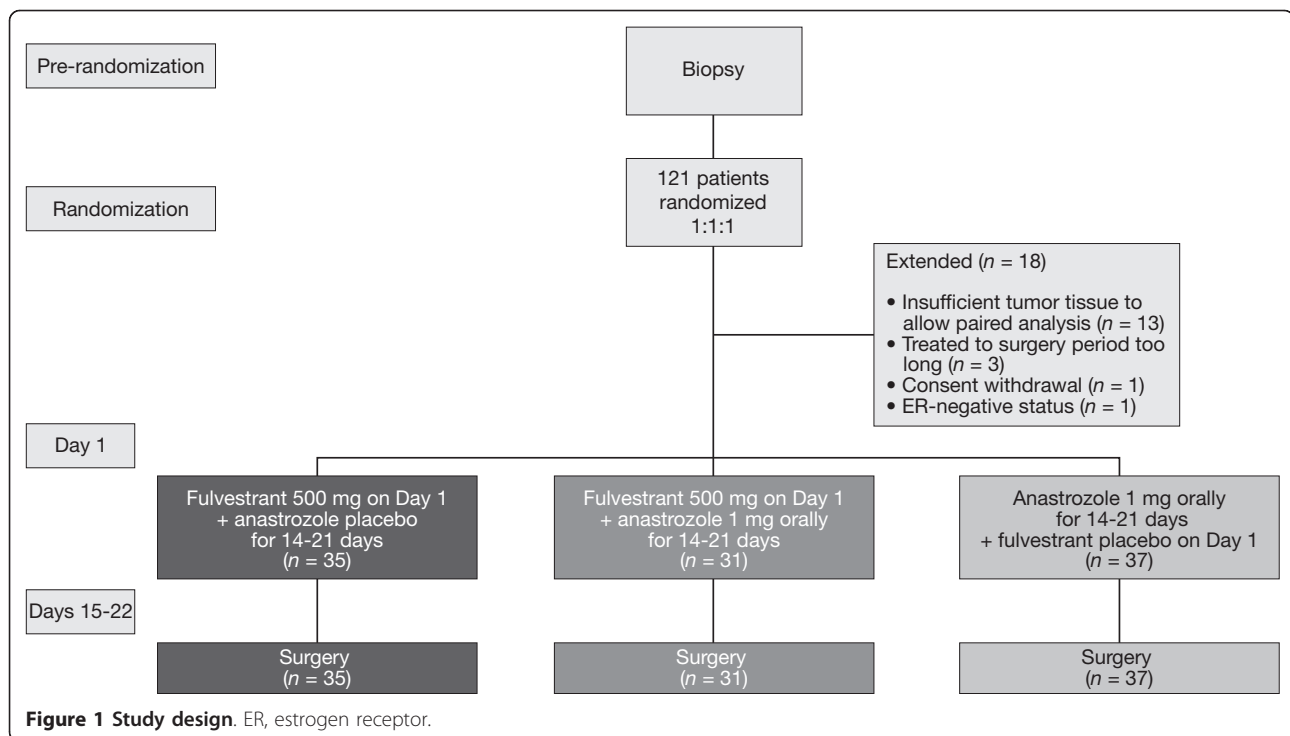 Pre-randomization
Biopsy
Randomization
121 patients
randomized
1:1:1
Extended (n = 18)
• Insufficient tumor tissue to
allow paired analysis (n = 13)
• Treated to surgery period too
long (n = 3)
• Consent withdrawal (n = 1)
• ER-negative status (n = 1)
Day 1
Fulvestrant 500 mg on Day 1
+ anastrozole placebo
for 14-21 days
(n = 35)
Fulvestrant 500 mg on Day 1
+ anastrozole 1 mg orally
for 14-21 days
(n = 31)
Anastrozole 1 mg orally
for 14-21 days
+ fulvestrant placebo on Day 1
(n = 37)
Days 15-22
Surgery
(n = 35)
Surgery
(n = 31)
Surgery
(n = 37)
Figure 1 Study design. ER, estrogen receptor.